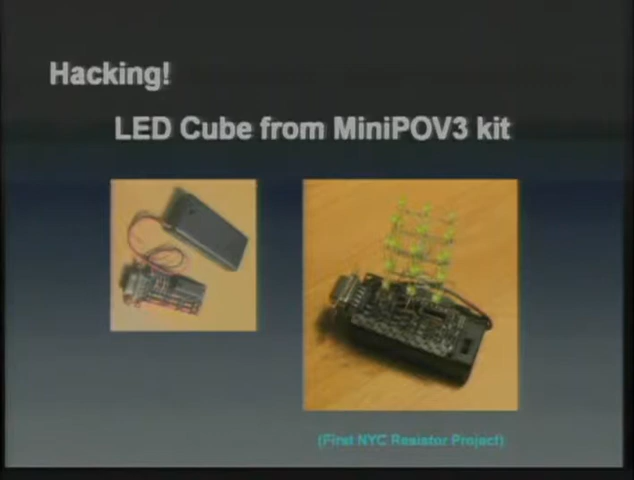 Hacking!
LED Cube from MiniPOV3 kit
(First NYC Resistor Project)